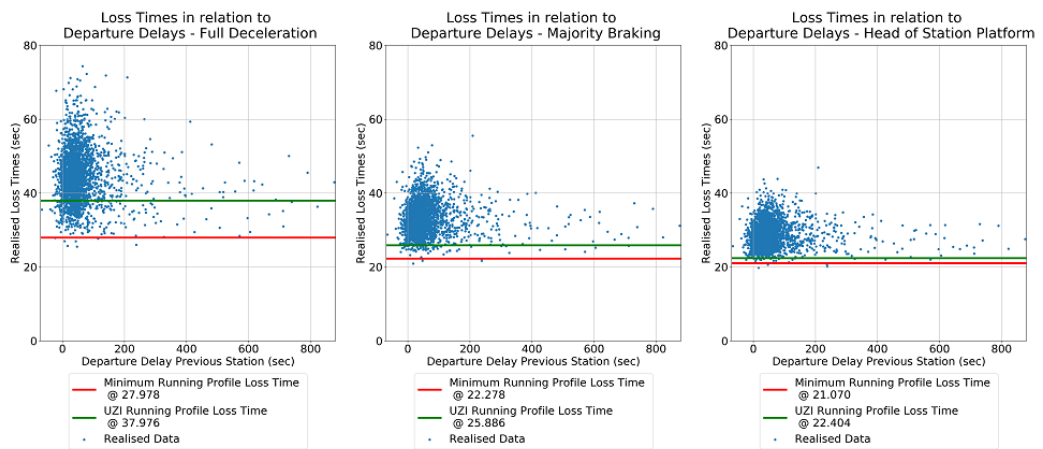 Loss Times in relation to
Departure Delays - Full Deceleration
80
60
40
20
0
Realised Loss Times (sec)
0
200
400
600
800
Departure Delay Previous Station (sec)
Minimum Running Profile Loss Time
@ 27.978
UZI Running Profile Loss Time
@ 37.976
Realised Data
Loss Times in relation to
Departure Delays - Majority Braking
80
60
40
20
0
Realised Loss Times (sec)
0
200
400
600
800
Departure Delay Previous Station (sec)
Minimum Running Profile Loss Time
@ 22.278
UZI Running Profile Loss Time
@ 25.886
Realised Data
Loss Times in relation to
Departure Delays - Head of Station Platform
80
60
40
20
0
Realised Loss Times (sec)
0
200
400
600
800
Departure Delay Previous Station (sec)
Minimum Running Profile Loss Time
@ 21.070
UZI Running Profile Loss Time
@ 22.404
Realised Data